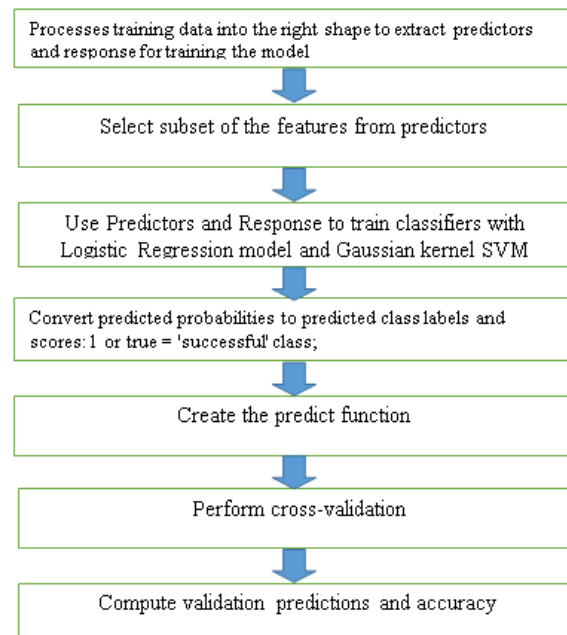 Processes training data into the right shape to extract predictors
and response for training the model
Select subset of the features from predictors
Use Predictors and Response to train classifiers with
Logistic Regression model and Gaussian kernel SVM
Convert predicted probabilities to predicted class labels and
scores: 1 or true = 'successful' class;
Create the predict function
Perform cross-validation
Compute validation predictions and accuracy